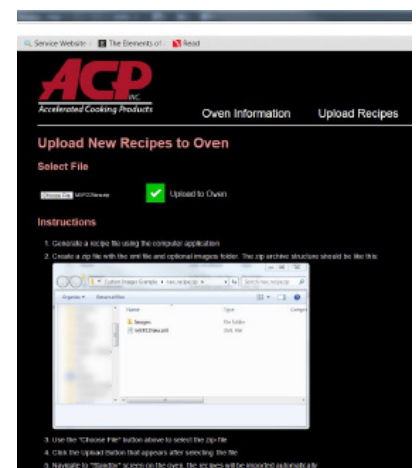 Service Website
The Elements of
Read
ACP
INC.
Accelerated Cooking Products
Oven Information
Upload Recipes
Upload New Recipes to Oven
Select File
Choose File
Upload to Oven
Instructions
1. Generate a recipe file using the computer application
2. Create a zip file with the xml file and optional images folder. The zip archive structure should be like this
Custom Images Example
Organize
Name
Type
Images
File folder
3. Use the "Choose File" button above to select the zip file
4. Click the Upload Button that appears after selecting the file
5. Navigate to "Standby" screen on the oven, the recipes will be imported automatically